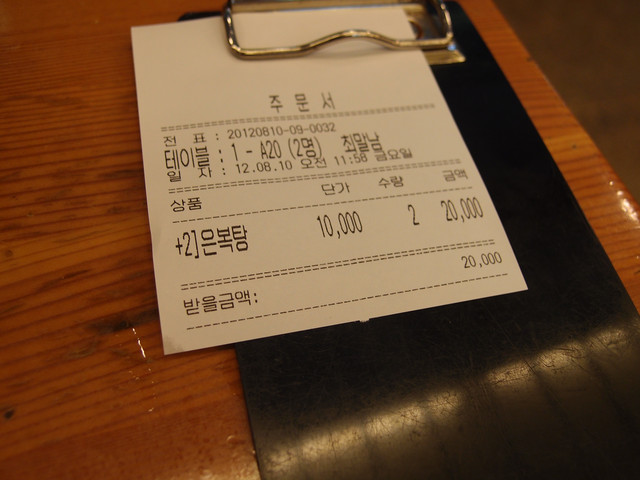 주 문 서
전 표 : 20120810-09-0032
테이블 : 1 - A20 (2명) 최말남
일 자 : 12.08.10 오전 11:58 금요일
상품 단가 수량 금액
+2]은복탕 10,000 2 20,000
20,000
받을금액: